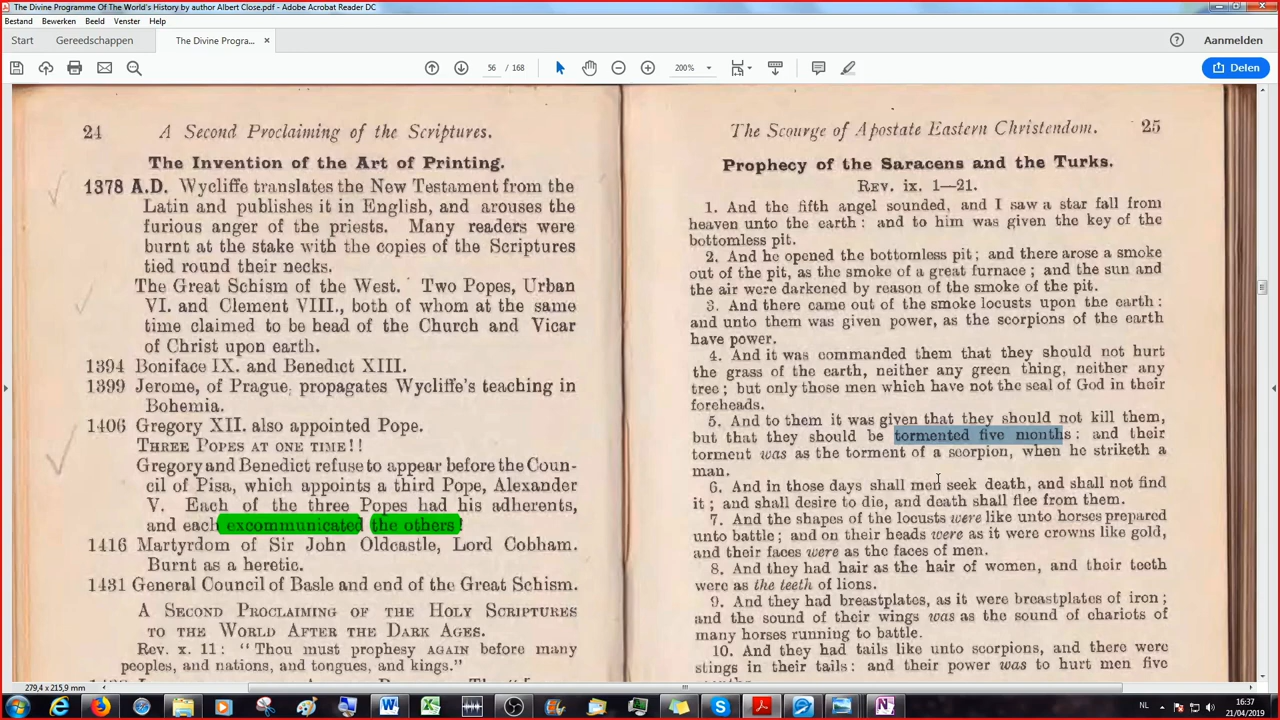 The Divine Programme Of The World's History by author Albert Close.pdf - Adobe Acrobat Reader DC
Bestand Bewerken Beeld Venster Help
Start Gereedschappen The Divine Progra... × Aanmelden
56 / 168 200% Delen
24 A Second Proclaiming of the Scriptures.
The Invention of the Art of Printing.
1378 A.D. Wycliffe translates the New Testament from the
Latin and publishes it in English, and arouses the
furious anger of the priests. Many readers were
burnt at the stake with the copies of the Scriptures
tied round their necks.
The Great Schism of the West. Two Popes, Urban
VI. and Clement VIII., both of whom at the same
time claimed to be head of the Church and Vicar
of Christ upon earth.
1394 Boniface IX. and Benedict XIII.
1399 Jerome, of Prague, propagates Wycliffe's teaching in
Bohemia.
1406 Gregory XII. also appointed Pope.
THREE POPES AT ONE TIME!!
Gregory and Benedict refuse to appear before the Coun-
cil of Pisa, which appoints a third Pope, Alexander
V. Each of the three Popes had his adherents,
and each excommunicated the others!
1416 Martyrdom of Sir John Oldcastle, Lord Cobham.
Burnt as a heretic.
1431 General Council of Basle and end of the Great Schism.
A SECOND PROCLAIMING OF THE HOLY SCRIPTURES
TO THE WORLD AFTER THE DARK AGES.
Rev. x. 11: "Thou must prophesy AGAIN before many
peoples, and nations, and tongues, and kings."
The Scourge of Apostate Eastern Christendom. 25
Prophecy of the Saracens and the Turks.
Rev. ix. 1—21.
1. And the fifth angel sounded, and I saw a star fall from
heaven unto the earth: and to him was given the key of the
bottomless pit.
2. And he opened the bottomless pit; and there arose a smoke
out of the pit, as the smoke of a great furnace; and the sun and
the air were darkened by reason of the smoke of the pit.
3. And there came out of the smoke locusts upon the earth:
and unto them was given power, as the scorpions of the earth
have power.
4. And it was commanded them that they should not hurt
the grass of the earth, neither any green thing, neither any
tree; but only those men which have not the seal of God in their
foreheads.
5. And to them it was given that they should not kill them,
but that they should be tormented five months: and their
torment was as the torment of a scorpion, when he striketh a
man.
6. And in those days shall men seek death, and shall not find
it; and shall desire to die, and death shall flee from them.
7. And the shapes of the locusts were like unto horses prepared
unto battle; and on their heads were as it were crowns like gold,
and their faces were as the faces of men.
8. And they had hair as the hair of women, and their teeth
were as the teeth of lions.
9. And they had breastplates, as it were breastplates of iron;
and the sound of their wings was as the sound of chariots of
many horses running to battle.
10. And they had tails like unto scorpions, and there were
stings in their tails: and their power was to hurt men five
279,4 x 215,9 mm
NL 16:37
21/04/2019